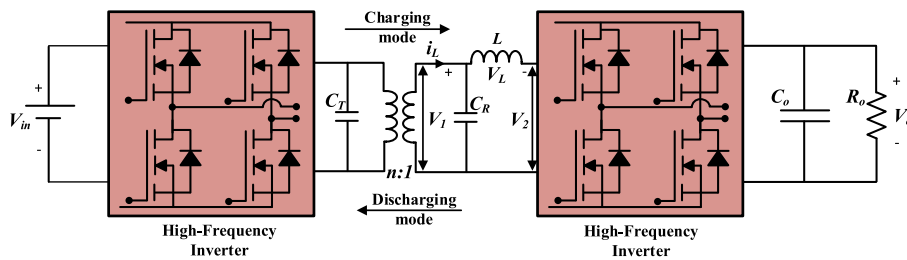 Charging
mode
i_L
L
+
V_L
-
+
V_in
-
C_T
n:1
V_1
C_R
V_2
C_o
R_o
+
V
-
Discharging
mode
High-Frequency
Inverter
High-Frequency
Inverter